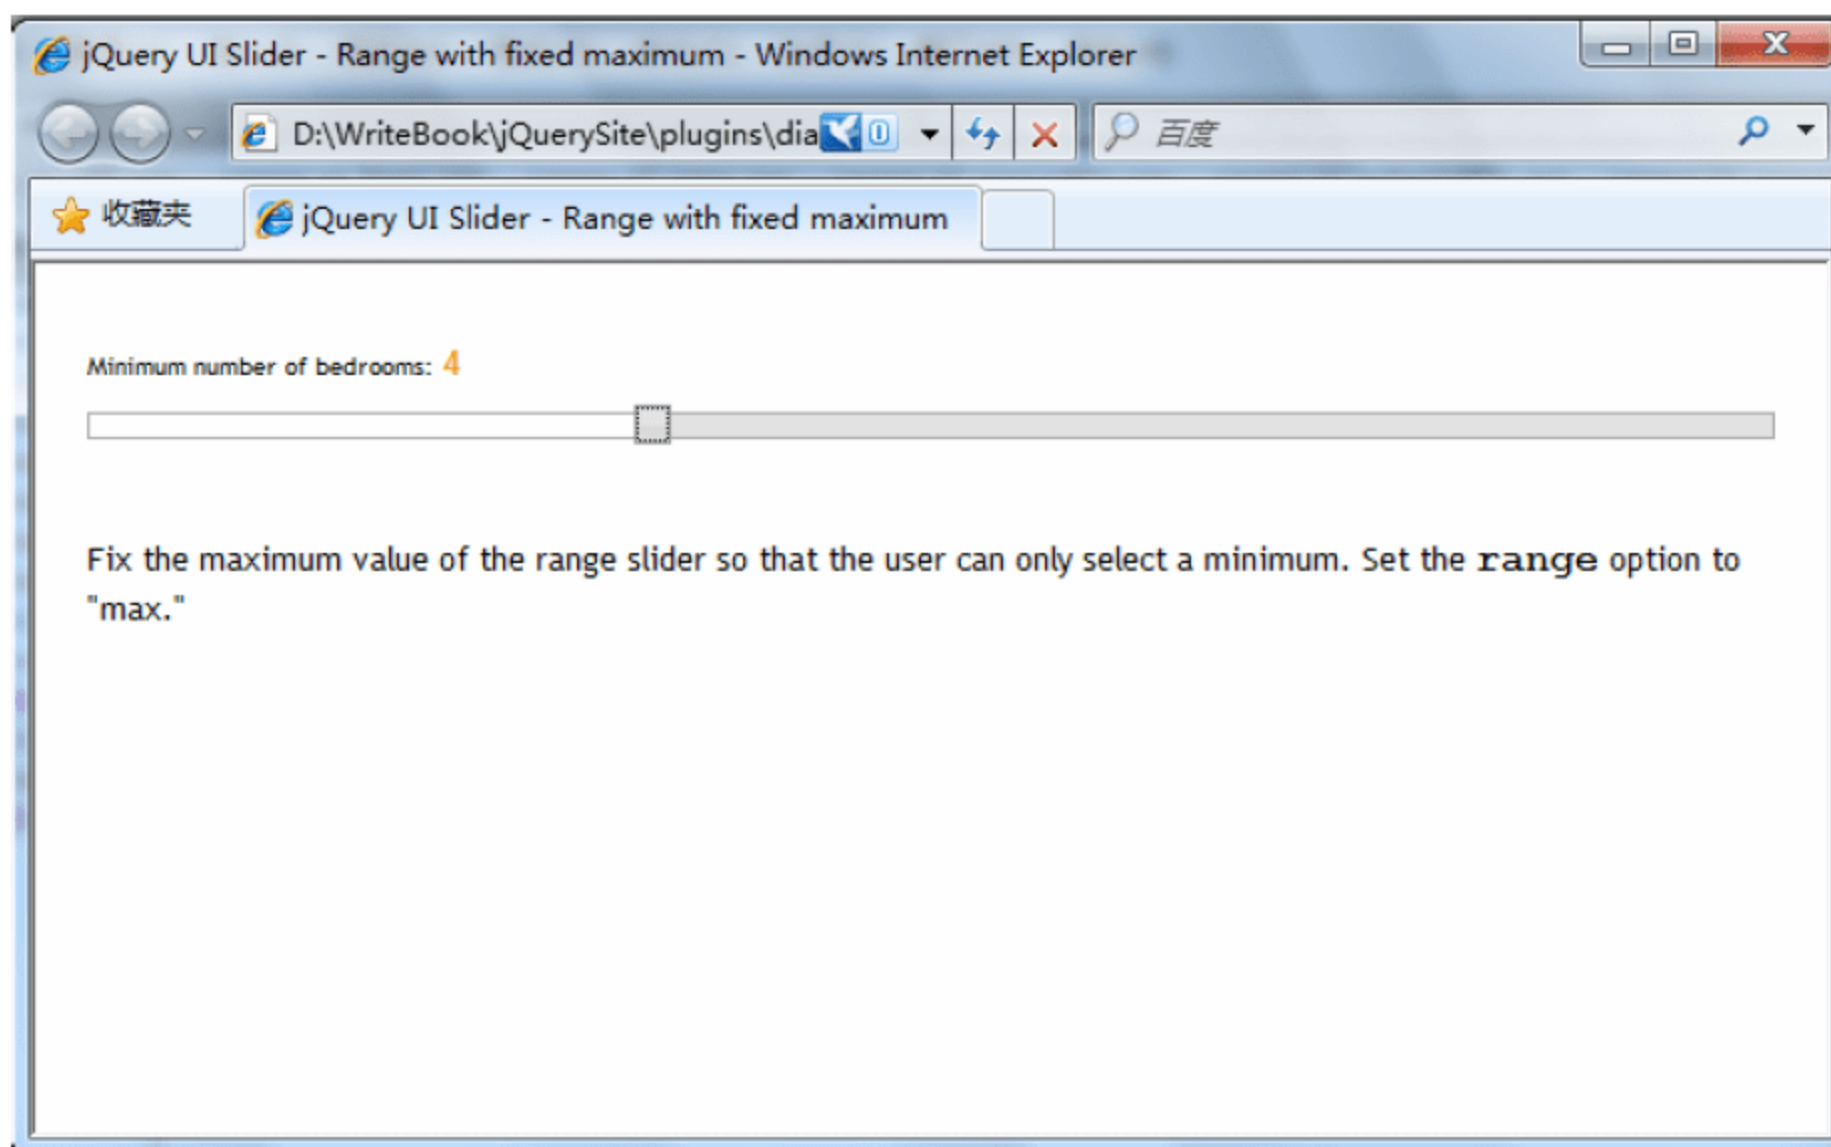 jQuery UI Slider - Range with fixed maximum - Windows Internet Explorer
D:\WriteBook\jQuerySite\plugins\dia 0 百度
收藏夹 jQuery UI Slider - Range with fixed maximum
Minimum number of bedrooms: 4
Fix the maximum value of the range slider so that the user can only select a minimum. Set the range option to
"max."